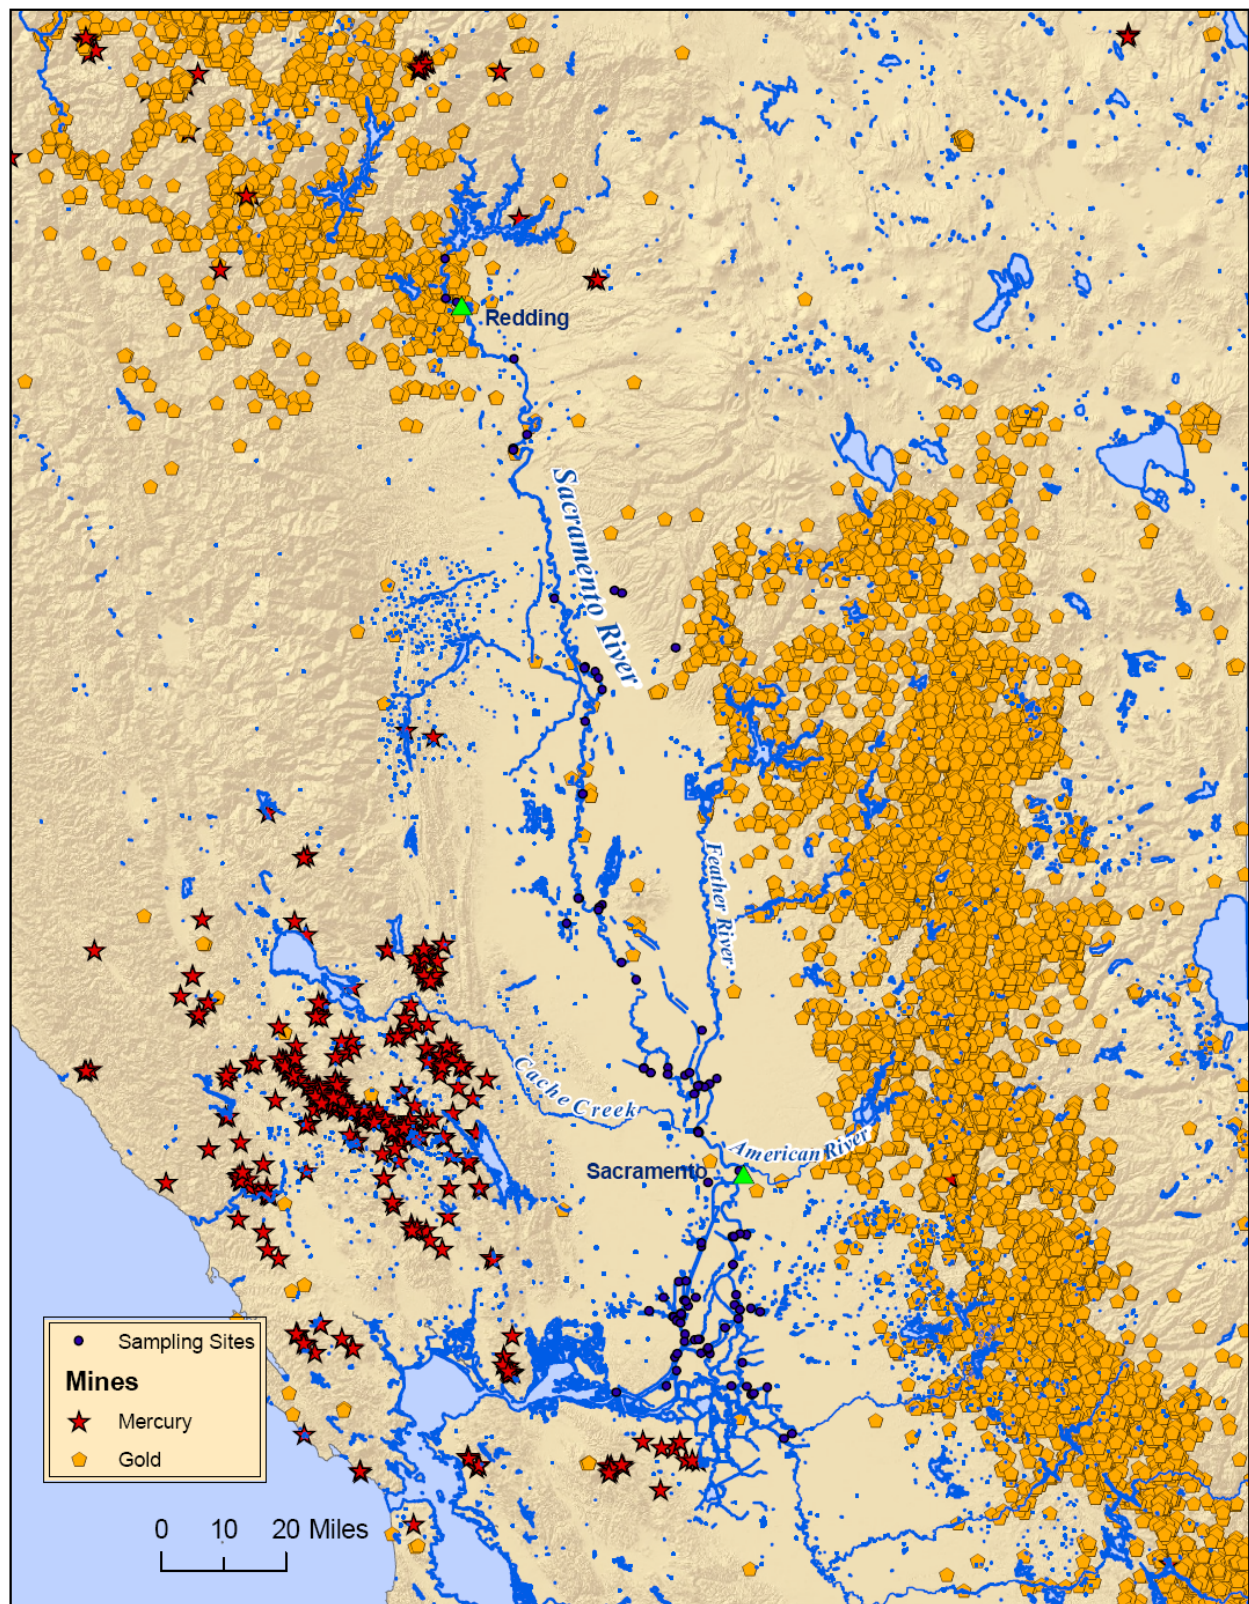 Redding
Sacramento River
Feather River
Cache Creek
American River
Sacramento
Sampling Sites
Mines
Mercury
Gold
0 10 20 Miles